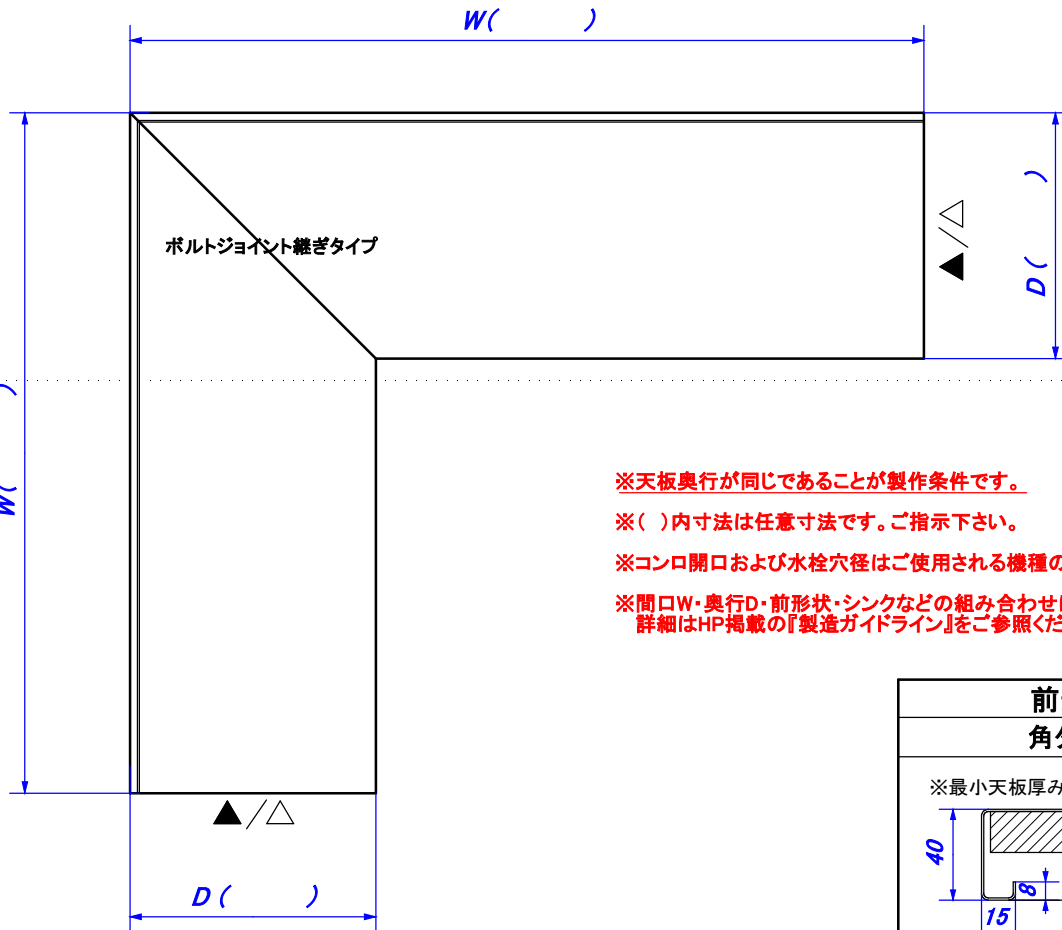 W(　　　)
ボルトジョイント継ぎタイプ
▲/△
D(　　　)
W(　　　)
※天板奥行が同じであることが製作条件です。
※(　)内寸法は任意寸法です。ご指示下さい。
※コンロ開口および水栓穴径はご使用される機種の
※間口W・奥行D・前形状・シンクなどの組み合わせ
詳細はHP掲載の『製造ガイドライン』をご参照くだ
▲/△
D(　　　)
前
角
※最小天板厚み
40
8
15